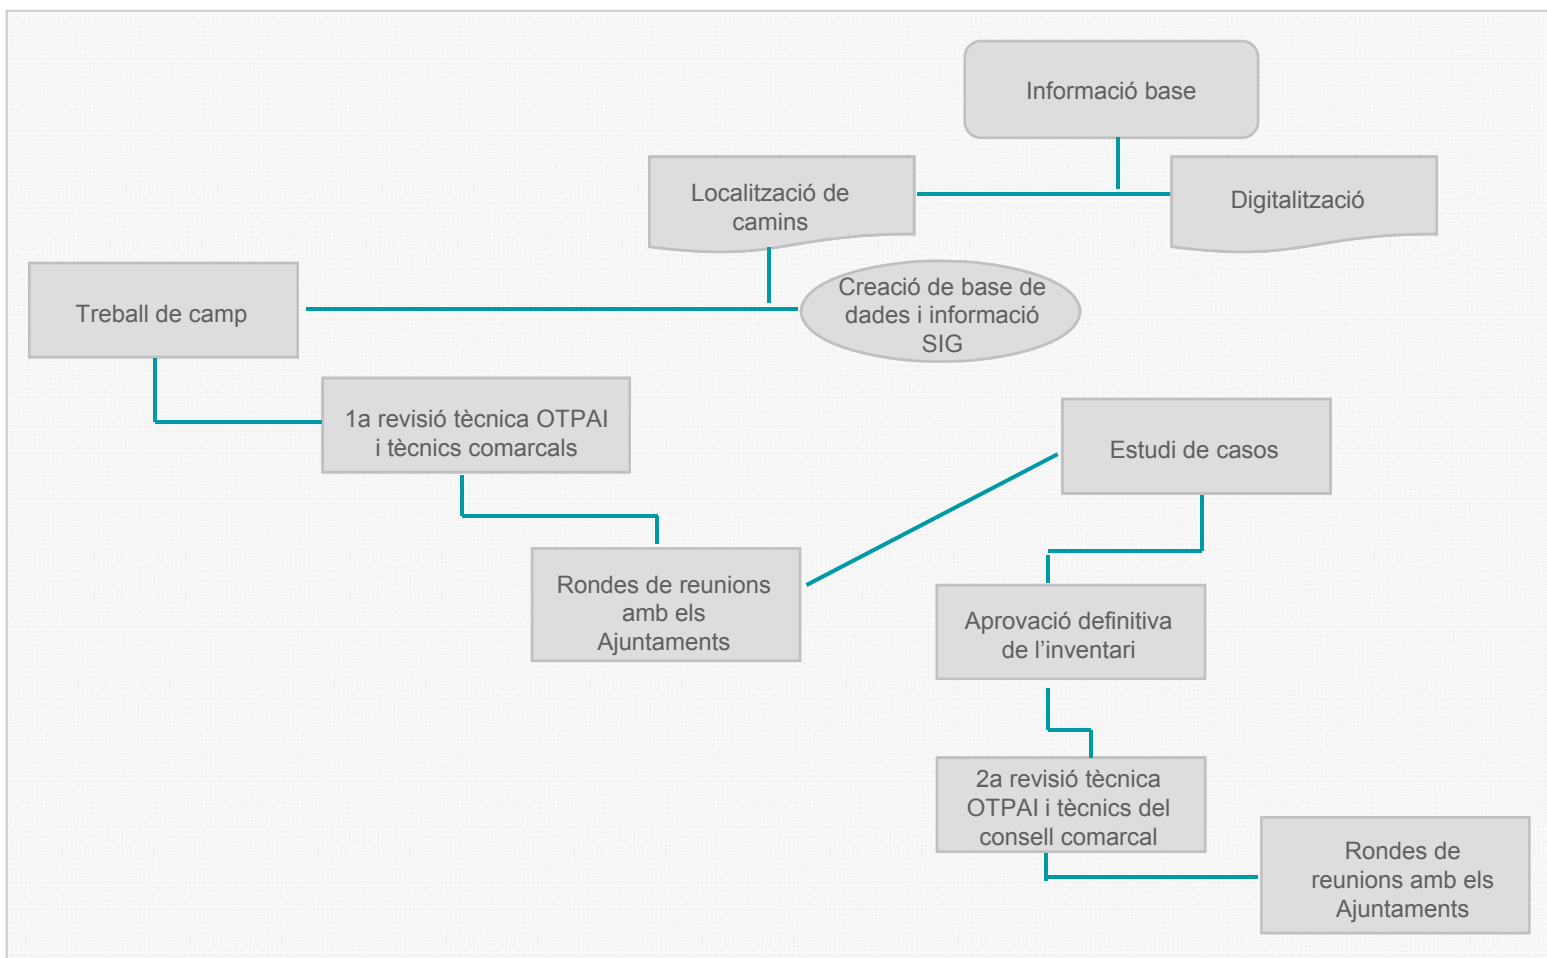 Informació base
Localització de
camins
Digitalització
Treball de camp
Creació de base de
dades i informació
SIG
1a revisió tècnica OTPAI
i tècnics comarcals
Estudi de casos
Rondes de reunions
amb els
Ajuntaments
Aprovació definitiva
de l’inventari
2a revisió tècnica
OTPAI i tècnics del
consell comarcal
Rondes de
reunions amb els
Ajuntaments